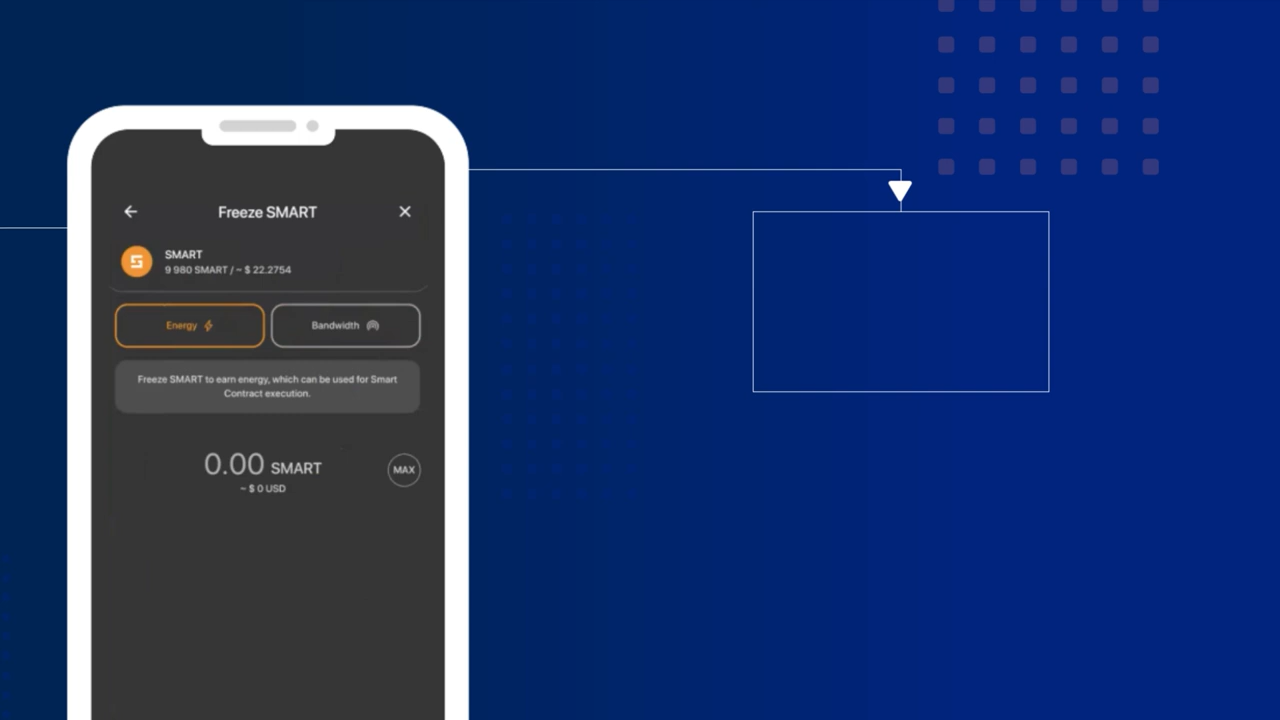 Freeze SMART
SMART
9 980 SMART / ~ $ 22.2754
Energy
Bandwidth
Freeze SMART to earn energy, which can be used for Smart
Contract execution.
0.00 SMART
MAX
~ $ 0 USD